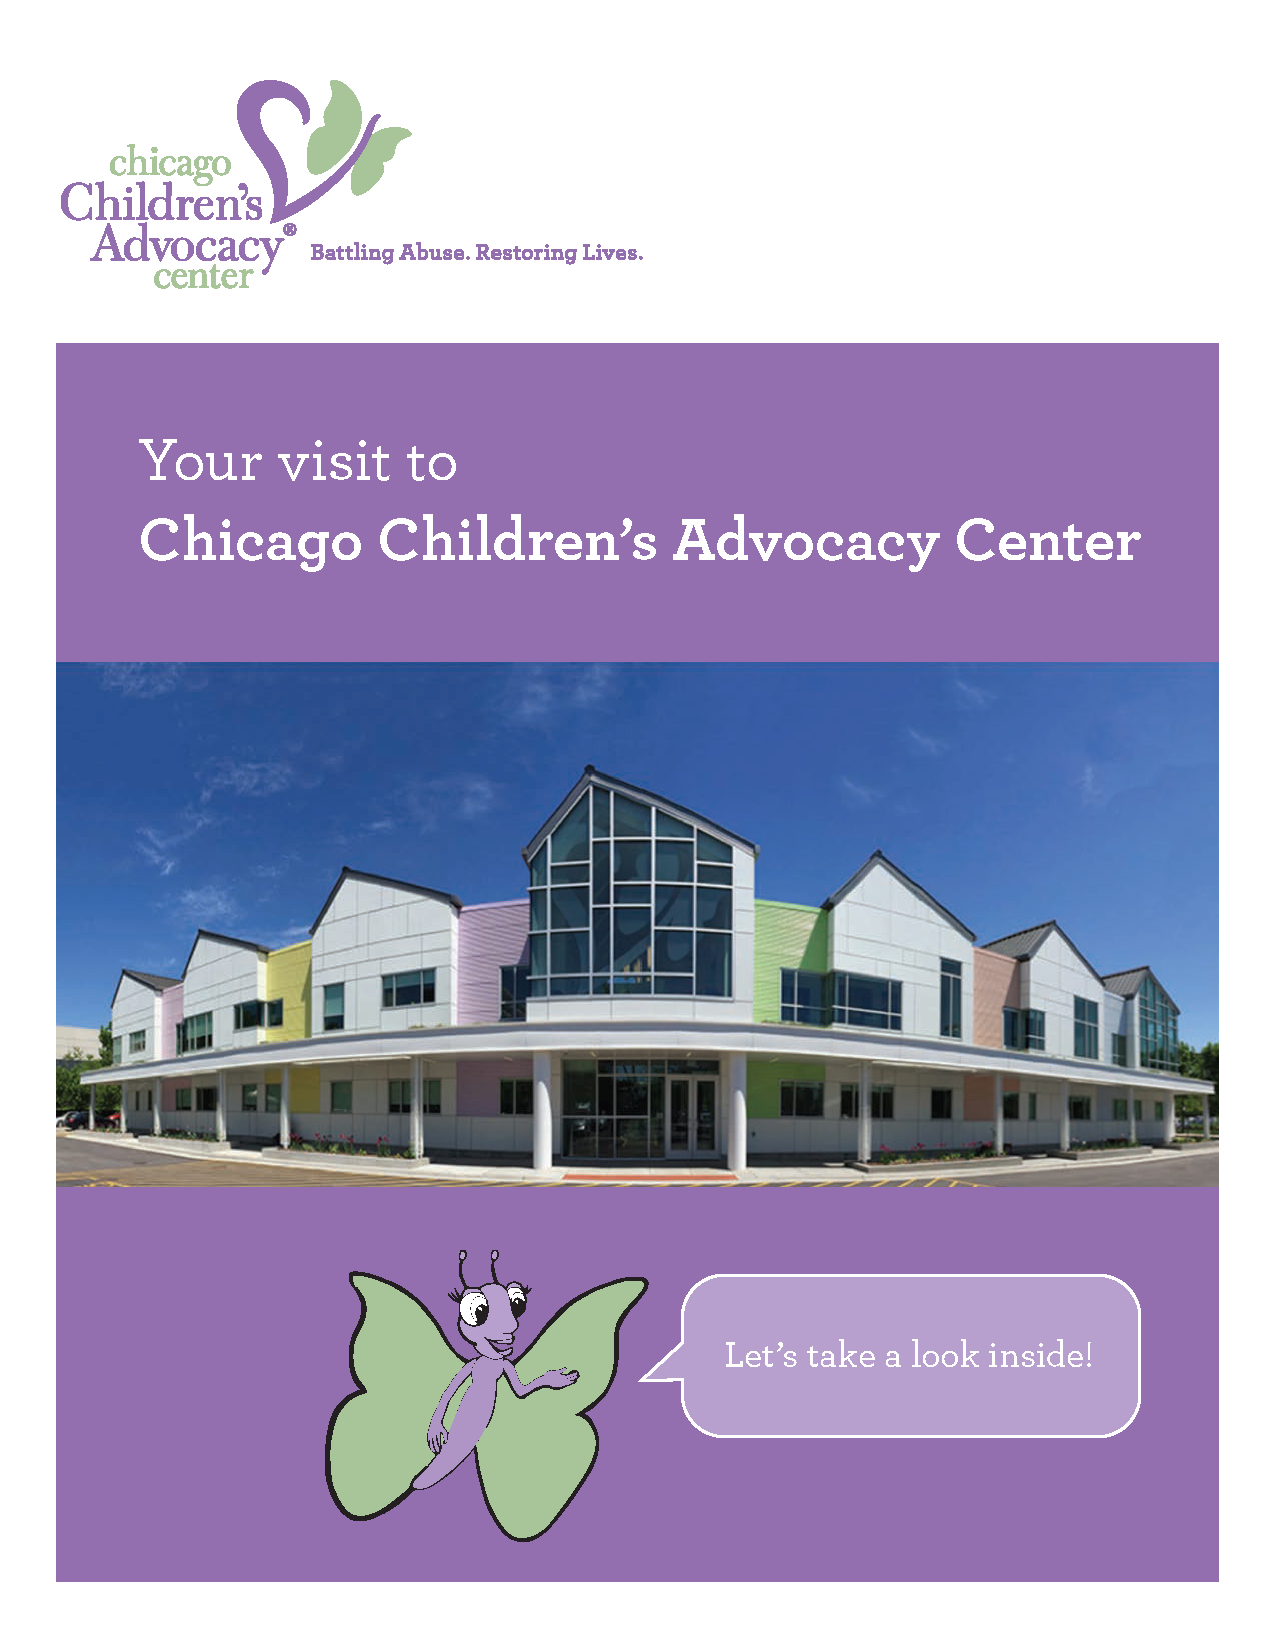 chicago
Children's
Advocacy®
center
Battling Abuse. Restoring Lives.
Your visit to
Chicago Children's Advocacy Center
Let's take a look inside!